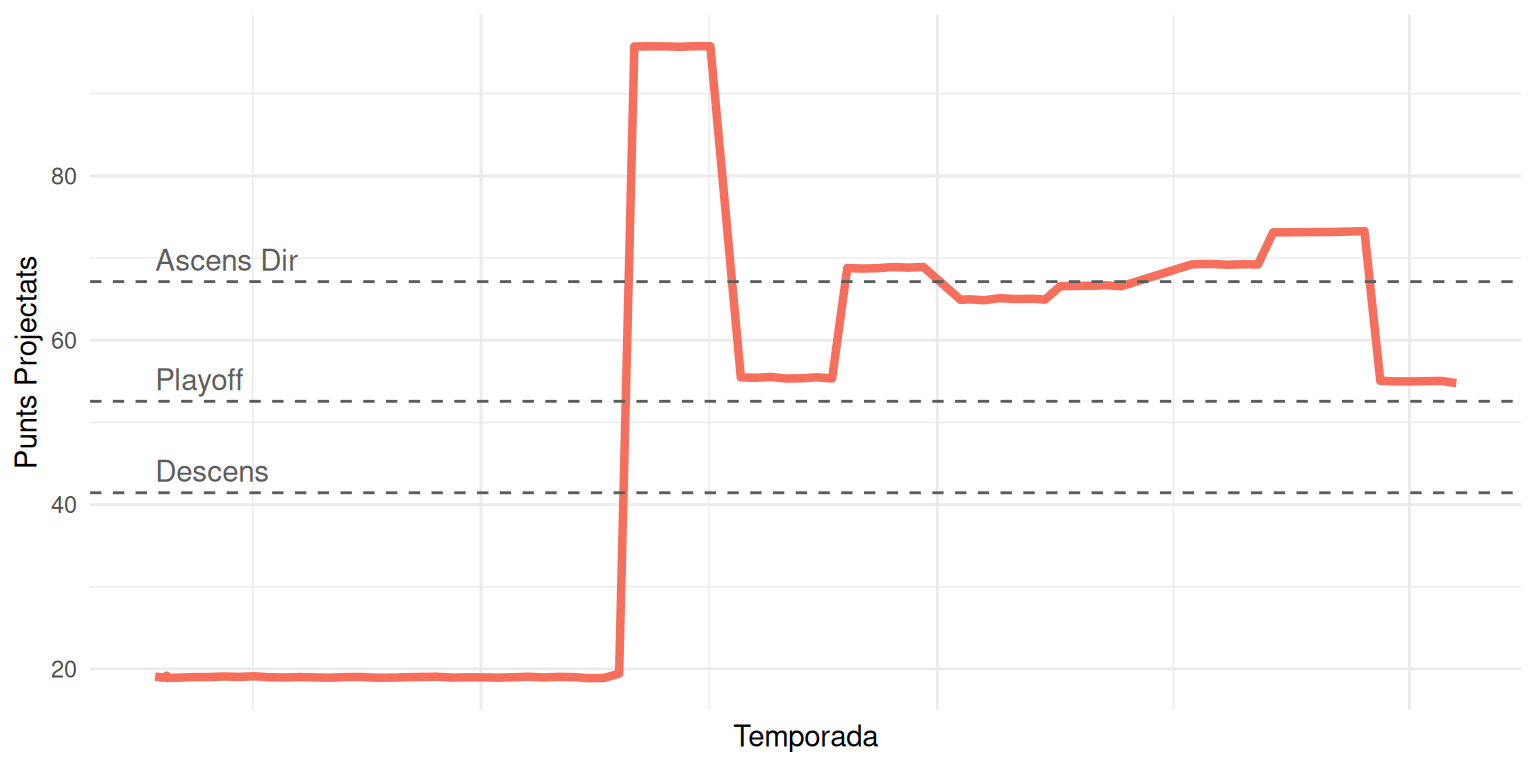 80
Ascens Dir
60
Playoff
Descens
40
20
Punts Projectats
Temporada